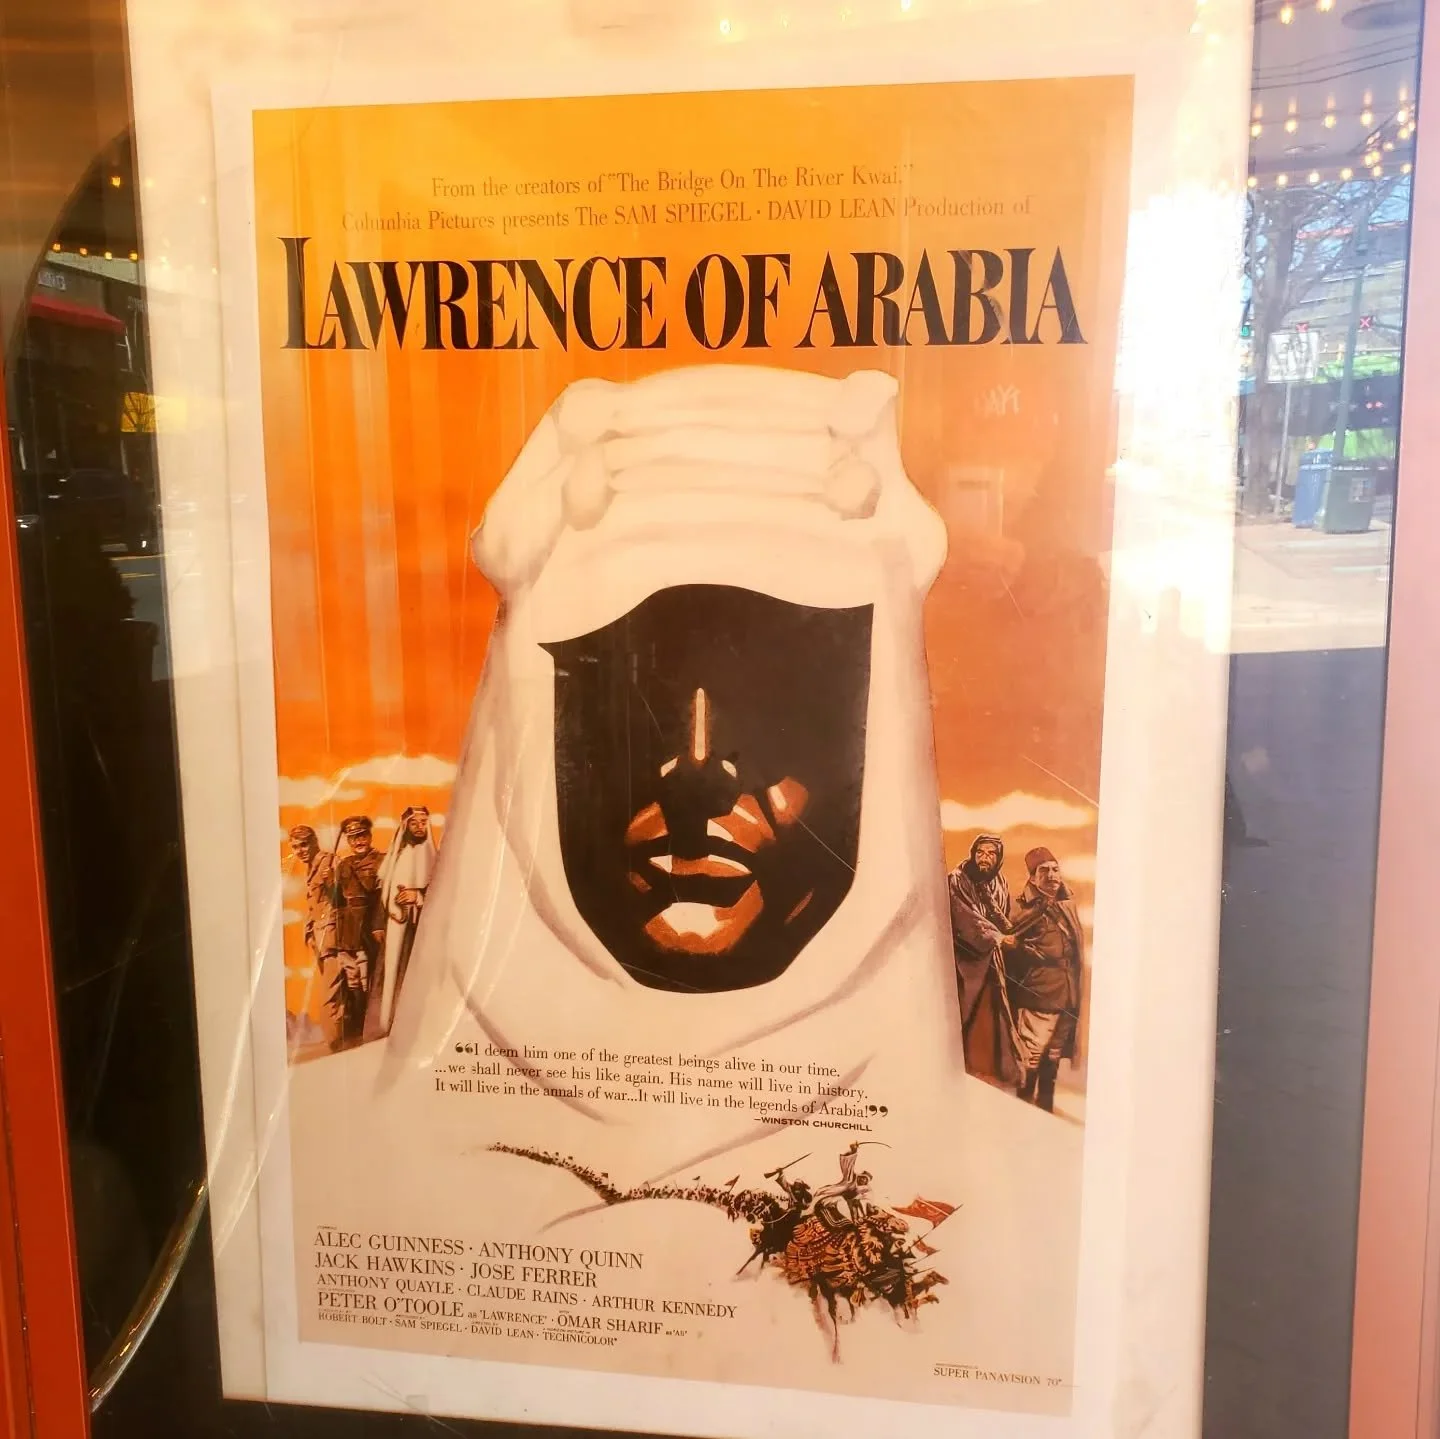 From the creators of "The Bridge On The River Kwai."
Columbia Pictures presents The SAM SPIEGEL · DAVID LEAN Production of
LAWRENCE OF ARABIA
“I deem him one of the greatest beings alive in our time.
...we shall never see his like again. His name will live in history.
It will live in the annals of war...It will live in the legends of Arabia!”
—WINSTON CHURCHILL
ALEC GUINNESS · ANTHONY QUINN
JACK HAWKINS · JOSE FERRER
ANTHONY QUAYLE · CLAUDE RAINS · ARTHUR KENNEDY
PETER O'TOOLE as 'LAWRENCE' · OMAR SHARIF as 'ALI'
ROBERT BOLT · SAM SPIEGEL · DAVID LEAN · TECHNICOLOR®
SUPER PANAVISION 70®